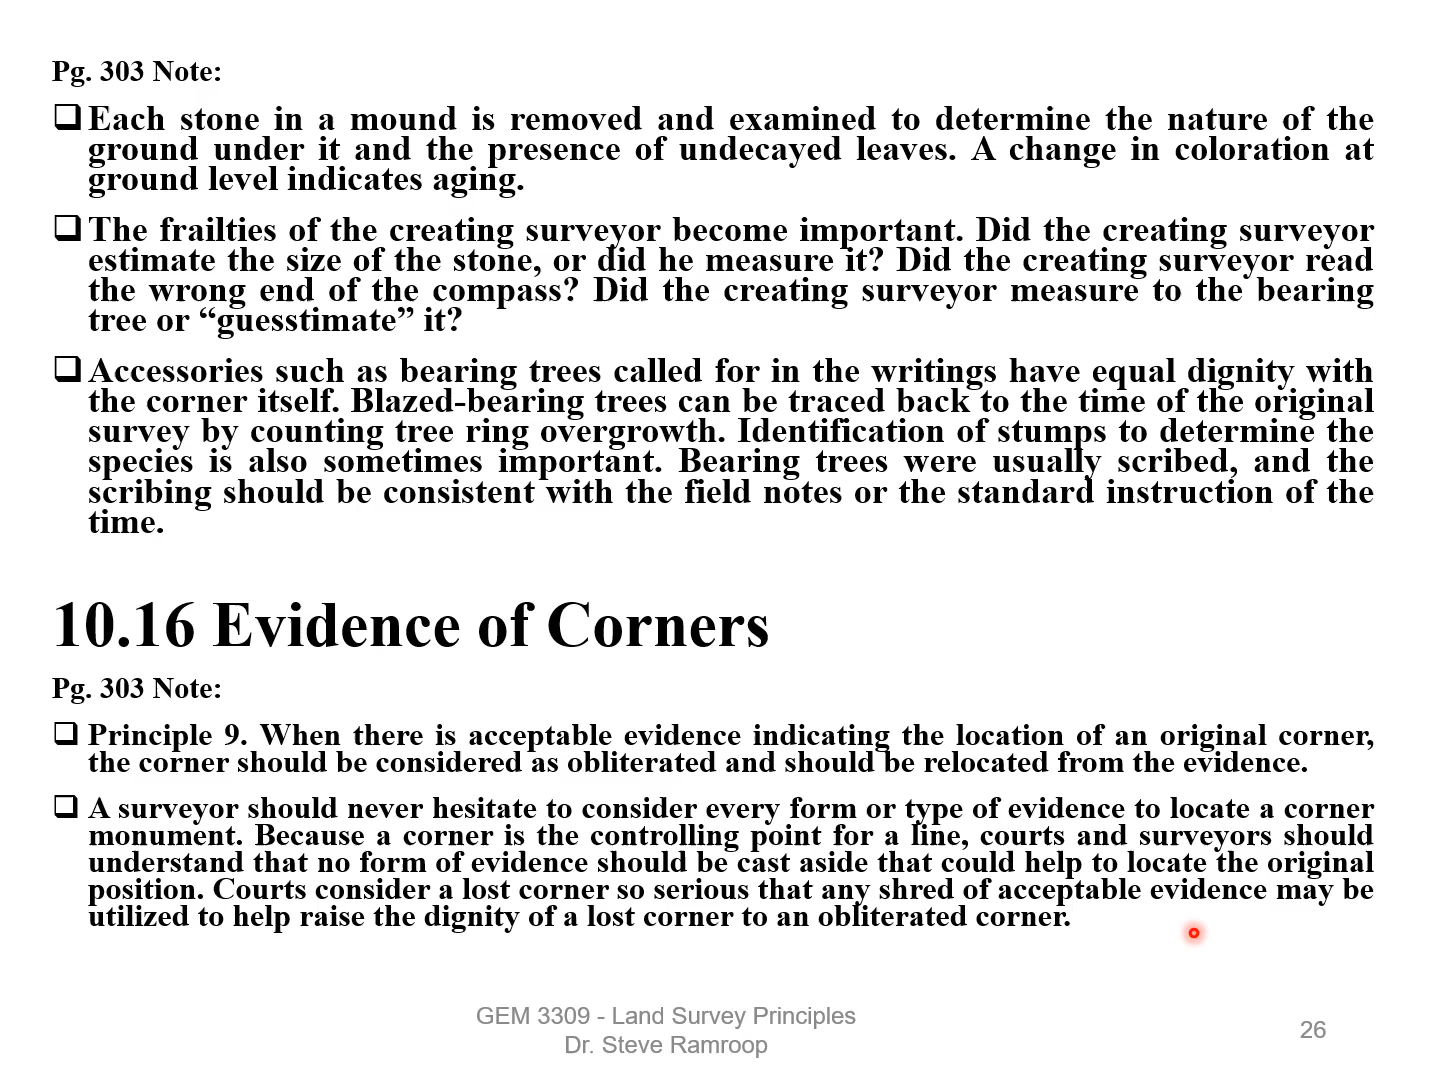 Pg. 303 Note:
❑ Each stone in a mound is removed and examined to determine the nature of the
ground under it and the presence of undecayed leaves. A change in coloration at
ground level indicates aging.
❑ The frailties of the creating surveyor become important. Did the creating surveyor
estimate the size of the stone, or did he measure it? Did the creating surveyor read
the wrong end of the compass? Did the creating surveyor measure to the bearing
tree or “guesstimate” it?
❑ Accessories such as bearing trees called for in the writings have equal dignity with
the corner itself. Blazed-bearing trees can be traced back to the time of the original
survey by counting tree ring overgrowth. Identification of stumps to determine the
species is also sometimes important. Bearing trees were usually scribed, and the
scribing should be consistent with the field notes or the standard instruction of the
time.
10.16 Evidence of Corners
Pg. 303 Note:
❑ Principle 9. When there is acceptable evidence indicating the location of an original corner,
the corner should be considered as obliterated and should be relocated from the evidence.
❑ A surveyor should never hesitate to consider every form or type of evidence to locate a corner
monument. Because a corner is the controlling point for a line, courts and surveyors should
understand that no form of evidence should be cast aside that could help to locate the original
position. Courts consider a lost corner so serious that any shred of acceptable evidence may be
utilized to help raise the dignity of a lost corner to an obliterated corner.
GEM 3309 - Land Survey Principles
Dr. Steve Ramroop
26